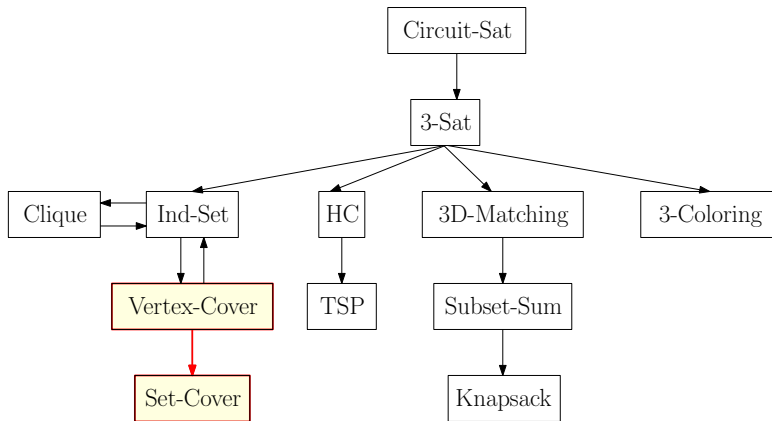 Circuit-Sat
3-Sat
Clique
Ind-Set
HC
3D-Matching
3-Coloring
Vertex-Cover
TSP
Subset-Sum
Set-Cover
Knapsack